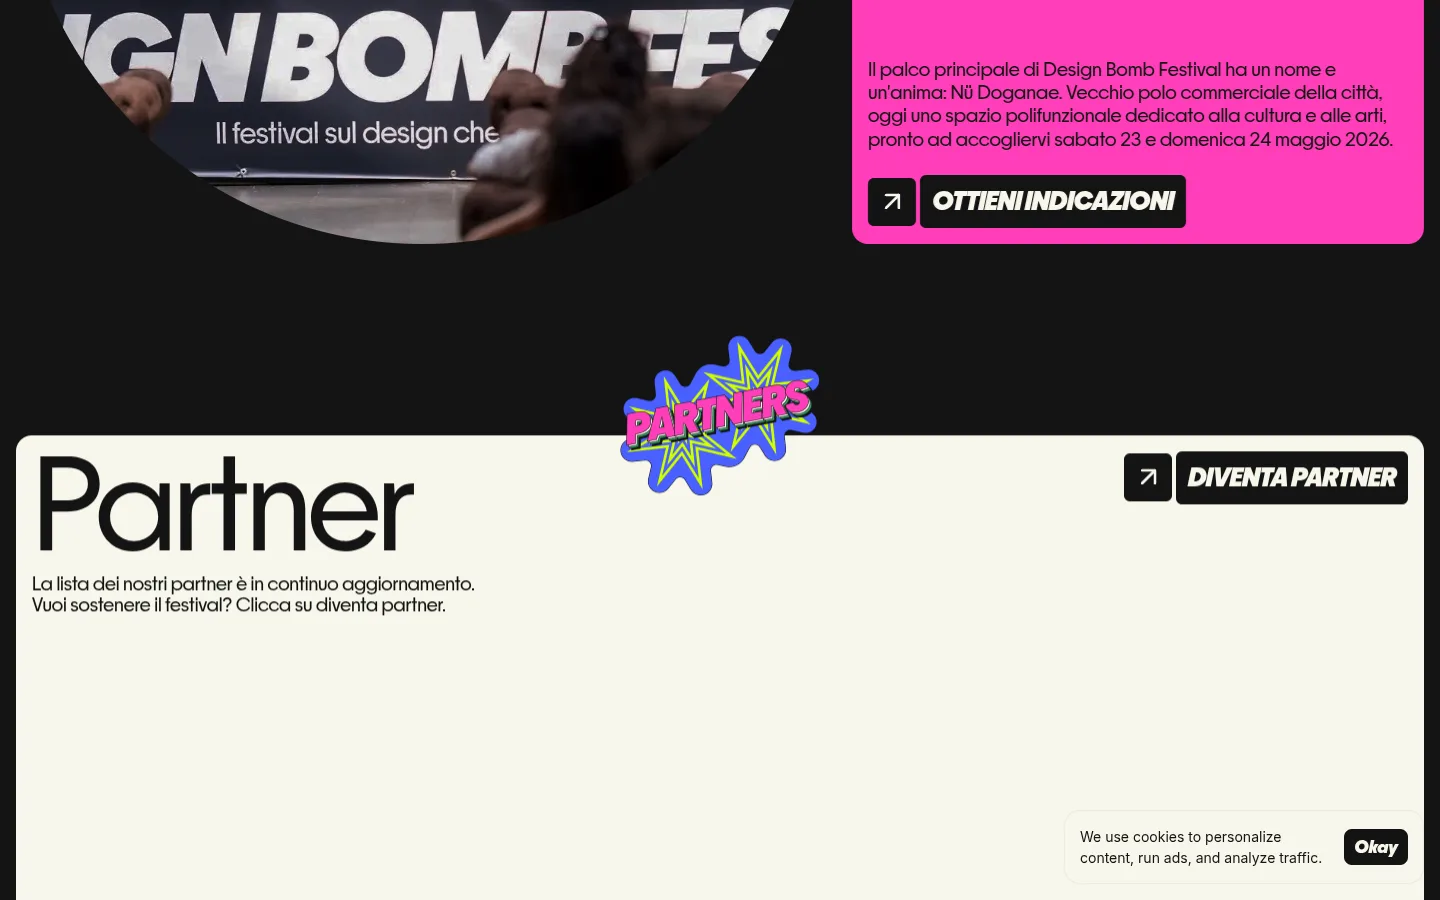 IGN BOMB FES
Il festival sul design che
Il palco principale di Design Bomb Festival ha un nome e
un'anima: Nü Doganae. Vecchio polo commerciale della città,
oggi uno spazio polifunzionale dedicato alla cultura e alle arti,
pronto ad accogliervi sabato 23 e domenica 24 maggio 2026.
OTTIENI INDICAZIONI
PARTNERS
Partner
DIVENTA PARTNER
La lista dei nostri partner è in continuo aggiornamento.
Vuoi sostenere il festival? Clicca su diventa partner.
We use cookies to personalize
content, run ads, and analyze traffic.
Okay